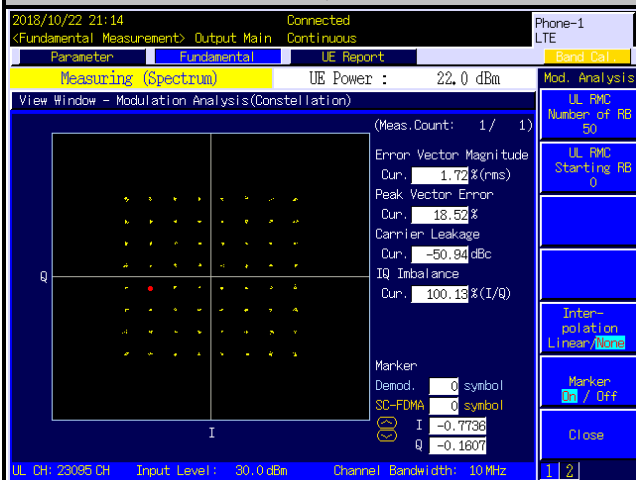 2018/10/22 21:14 Connected
Phone-1
<Fundamental Measurement> Output Main Continuous
LTE
Parameter Fundamental UE Report Band Cal.
Measuring (Spectrum) UE Power : 22.0 dBm
Mod. Analysis
View Window - Modulation Analysis(Constellation)
UL RMC
Number of RB
50
(Meas.Count: 1/ 1)
Error Vector Magnitude
Cur. 1.72 %(rms)
UL RMC
Starting RB
0
Peak Vector Error
Cur. 18.52 %
Carrier Leakage
Cur. -50.94 dBc
IQ Imbalance
Cur. 100.13 %(I/Q)
Q
Inter-
polation
Linear/None
Marker
Demod. 0 symbol
SC-FDMA 0 symbol
I -0.7736
Q -0.1607
Marker
On / Off
I
Close
UL CH: 23095 CH Input Level: 30.0 dBm Channel Bandwidth: 10 MHz
1 2